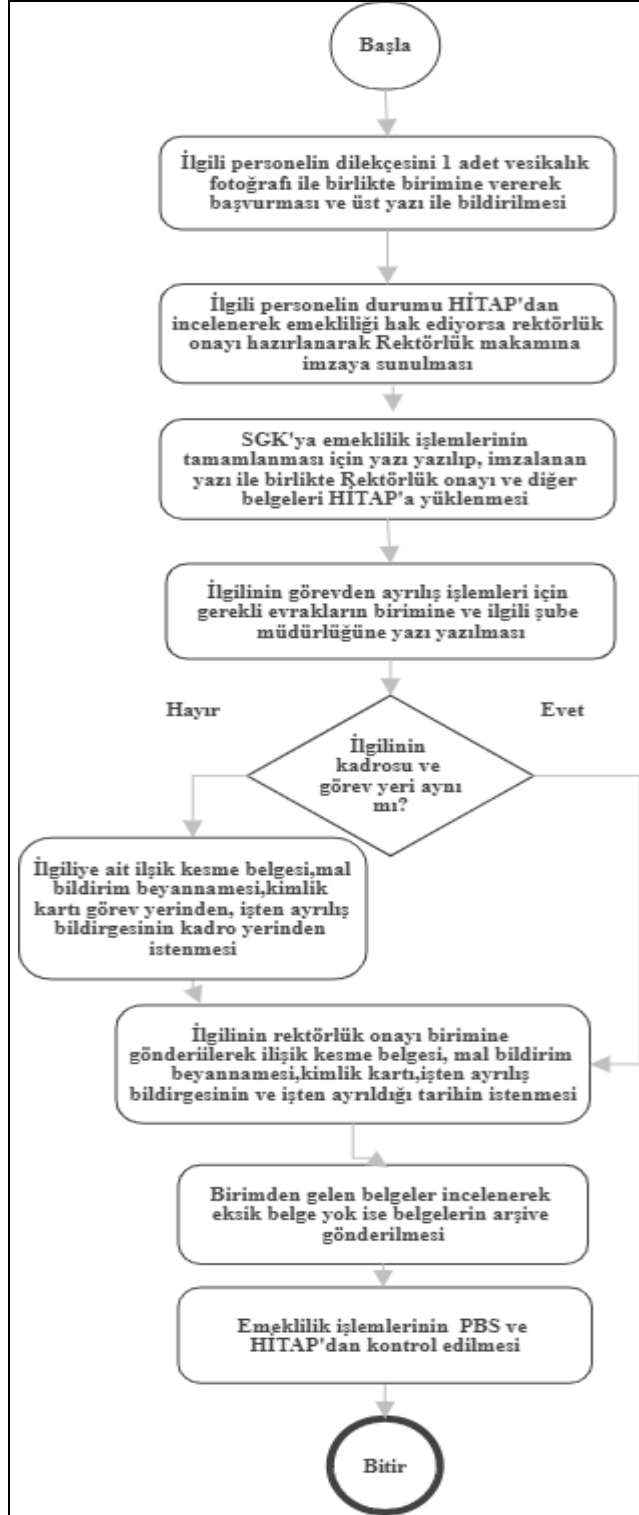 Başla
İlgili personelin dilekçesini 1 adet vesikalık
fotoğrafı ile birlikte birimine vererek
başvurması ve üst yazı ile bildirilmesi
İlgili personelin durumu HİTAP'dan
incelenerek emekliliği hak ediyorsa rektörlük
onayı hazırlanarak Rektörlük makamına
imzaya sunulması
SGK'ya emeklilik işlemlerinin
tamamlanması için yazı yazılıp, imzalanan
yazı ile birlikte Rektörlük onayı ve diğer
belgeleri HİTAP'a yüklenmesi
İlgilinin görevden ayrılış işlemleri için
gerekli evrakların birimine ve ilgili şube
müdürlüğüne yazı yazılması
Hayır
Evet
İlgilinin
kadrosu ve
görev yeri aynı
mı?
İlgiliye ait ilşik kesme belgesi,mal
bildirim beyannamesi,kimlik
kartı görev yerinden, işten ayrılış
bildirgesinin kadro yerinden
istenmesi
İlgilinin rektörlük onayı birimine
gönderiilerek ilişik kesme belgesi, mal bildirim
beyannamesi,kimlik kartı,işten ayrılış
bildirgesinin ve işten ayrıldığı tarihin istenmesi
Birimden gelen belgeler incelenerek
eksik belge yok ise belgelerin arşive
gönderilmesi
Emeklilik işlemlerinin PBS ve
HİTAP'dan kontrol edilmesi
Bitir